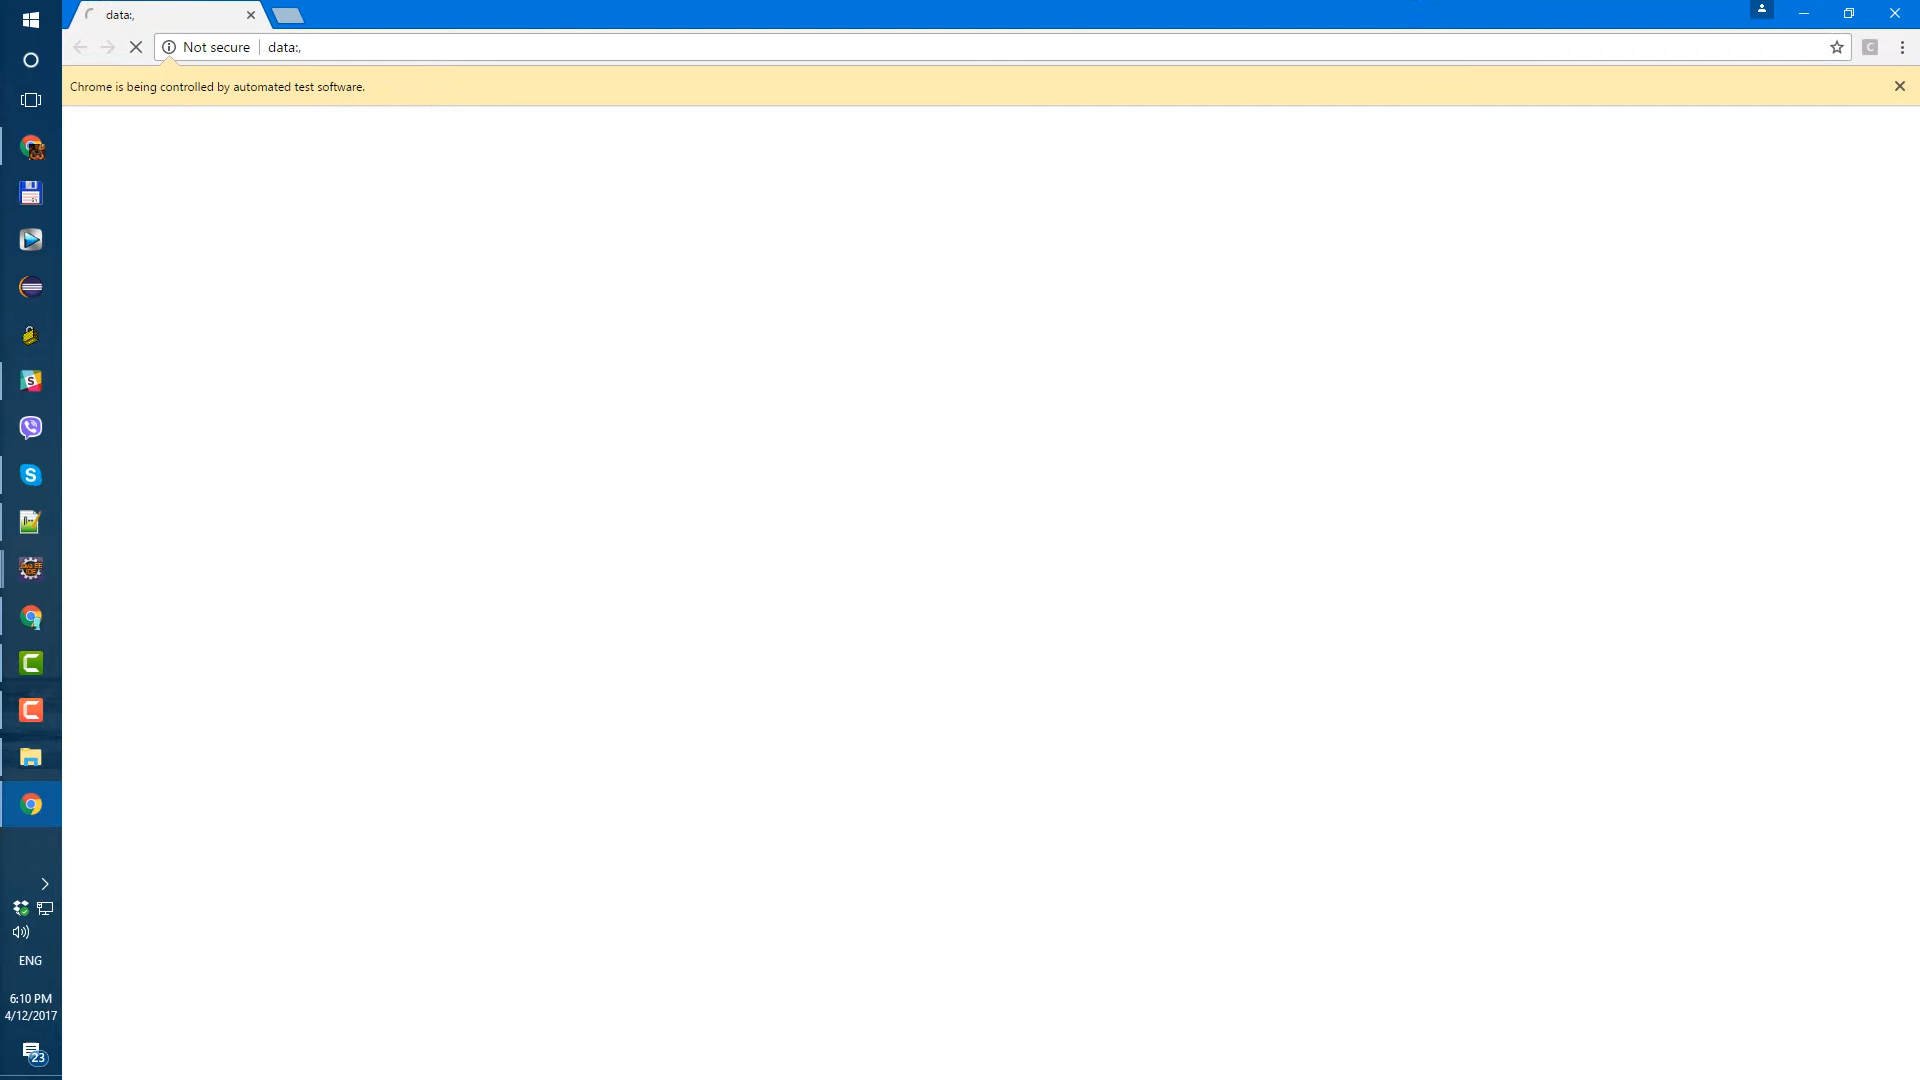 data:,
Not secure
data:,
C
Chrome is being controlled by automated test software.
S
S
C
C
ENG
6:10 PM
4/12/2017
23